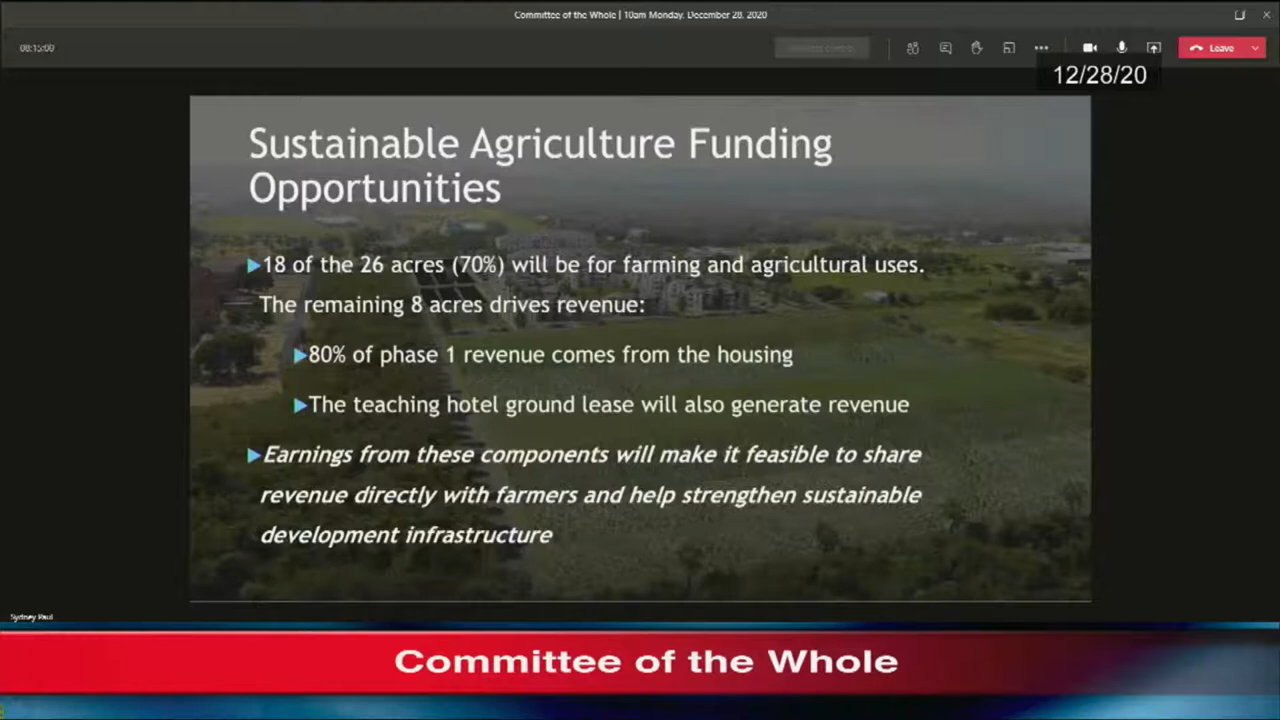 Committee of the Whole | 10am Monday, December 28, 2020
00:15:00
Leave
12/28/20
Sustainable Agriculture Funding
Opportunities
18 of the 26 acres (70%) will be for farming and agricultural uses.
The remaining 8 acres drives revenue:
80% of phase 1 revenue comes from the housing
The teaching hotel ground lease will also generate revenue
Earnings from these components will make it feasible to share
revenue directly with farmers and help strengthen sustainable
development infrastructure
Sydney Paul
Committee of the Whole